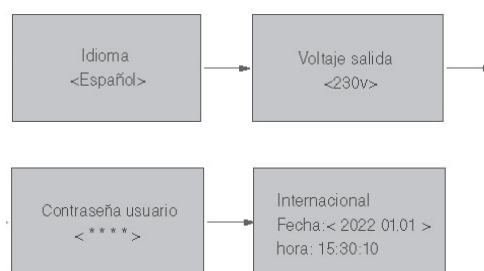 Idioma
<Español>
Voltaje salida
<230v>
Contraseña usuario
< * * * * >
Internacional
Fecha:< 2022 01.01 >
hora: 15:30:10